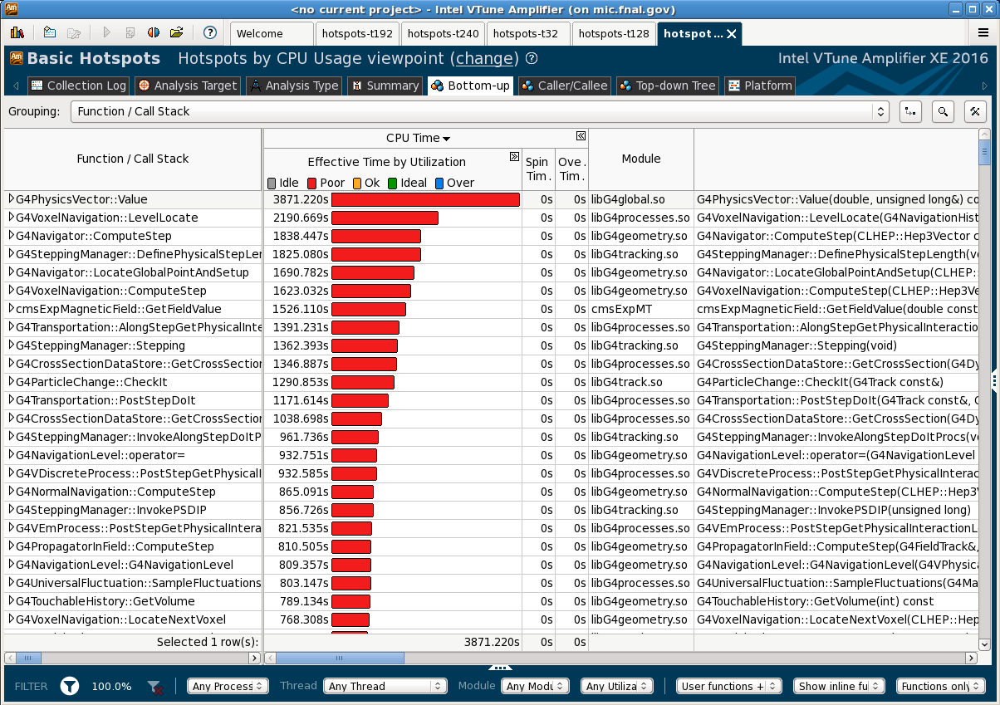 <no current project> - Intel VTune Amplifier (on mic.fnal.gov)
Welcome hotspots-t192 hotspots-t240 hotspots-t32 hotspots-t128 hotspot ...
Basic Hotspots Hotspots by CPU Usage viewpoint (change) Intel VTune Amplifier XE 2016
Collection Log Analysis Target Analysis Type Summary Bottom-up Caller/Callee Top-down Tree Platform
Grouping: Function / Call Stack
CPU Time
Function / Call Stack Effective Time by Utilization Spin Tim. Ove. Tim. Module
Idle Poor Ok Ideal Over
G4PhysicsVector::Value 3871.220s 0s 0s libG4global.so G4PhysicsVector::Value(double, unsigned long&) co
G4VoxelNavigation::LevelLocate 2190.669s 0s 0s libG4processes.so G4VoxelNavigation::LevelLocate(G4NavigationHist
G4Navigator::ComputeStep 1838.447s 0s 0s libG4geometry.so G4Navigator::ComputeStep(CLHEP::Hep3Vector c
G4SteppingManager::DefinePhysicalStepLer 1825.080s 0s 0s libG4tracking.so G4SteppingManager::DefinePhysicalStepLength(v
G4Navigator::LocateGlobalPointAndSetup 1690.782s 0s 0s libG4geometry.so G4Navigator::LocateGlobalPointAndSetup(CLHEP:
G4VoxelNavigation::ComputeStep 1623.032s 0s 0s libG4geometry.so G4VoxelNavigation::ComputeStep(CLHEP::Hep3Ve
cmsExpMagneticField::GetFieldValue 1526.110s 0s 0s cmsExpMT cmsExpMagneticField::GetFieldValue(double const
G4Transportation::AlongStepGetPhysicalInte 1391.231s 0s 0s libG4processes.so G4Transportation::AlongStepGetPhysicalInteractio
G4SteppingManager::Stepping 1362.393s 0s 0s libG4tracking.so G4SteppingManager::Stepping(void)
G4CrossSectionDataStore::GetCrossSection 1346.887s 0s 0s libG4processes.so G4CrossSectionDataStore::GetCrossSection(G4Dy
G4ParticleChange::CheckIt 1290.853s 0s 0s libG4track.so G4ParticleChange::CheckIt(G4Track const&)
G4Transportation::PostStepDoIt 1171.614s 0s 0s libG4processes.so G4Transportation::PostStepDoIt(G4Track const&, 
G4CrossSectionDataStore::GetCrossSection 1038.698s 0s 0s libG4processes.so G4CrossSectionDataStore::GetCrossSection(G4Dy
G4SteppingManager::InvokeAlongStepDoItP 961.736s 0s 0s libG4tracking.so G4SteppingManager::InvokeAlongStepDoItProcs(v
G4NavigationLevel::operator= 932.751s 0s 0s libG4geometry.so G4NavigationLevel::operator=(G4NavigationLevel
G4VDiscreteProcess::PostStepGetPhysicalI 932.585s 0s 0s libG4processes.so G4VDiscreteProcess::PostStepGetPhysicalInterac
G4NormalNavigation::ComputeStep 865.091s 0s 0s libG4geometry.so G4NormalNavigation::ComputeStep(CLHEP::Hep3
G4SteppingManager::InvokePSDIP 856.726s 0s 0s libG4tracking.so G4SteppingManager::InvokePSDIP(unsigned long)
G4VEmProcess::PostStepGetPhysicalIntera 821.535s 0s 0s libG4processes.so G4VEmProcess::PostStepGetPhysicalInteractionL
G4PropagatorInField::ComputeStep 810.505s 0s 0s libG4geometry.so G4PropagatorInField::ComputeStep(G4FieldTrack&,
G4NavigationLevel::G4NavigationLevel 809.357s 0s 0s libG4geometry.so G4NavigationLevel::G4NavigationLevel(G4VPhysica
G4UniversalFluctuation::SampleFluctuations 803.147s 0s 0s libG4processes.so G4UniversalFluctuation::SampleFluctuations(G4Ma
G4TouchableHistory::GetVolume 789.134s 0s 0s libG4geometry.so G4TouchableHistory::GetVolume(int) const
G4VoxelNavigation::LocateNextVoxel 768.308s 0s 0s libG4geometry.so G4VoxelNavigation::LocateNextVoxel(CLHEP::Hep
Selected 1 row(s): 3871.220s 0s 0s
FILTER 100.0% Any Process Thread Any Thread Module Any Modu Any Utiliza User functions + Show inline fu Functions only